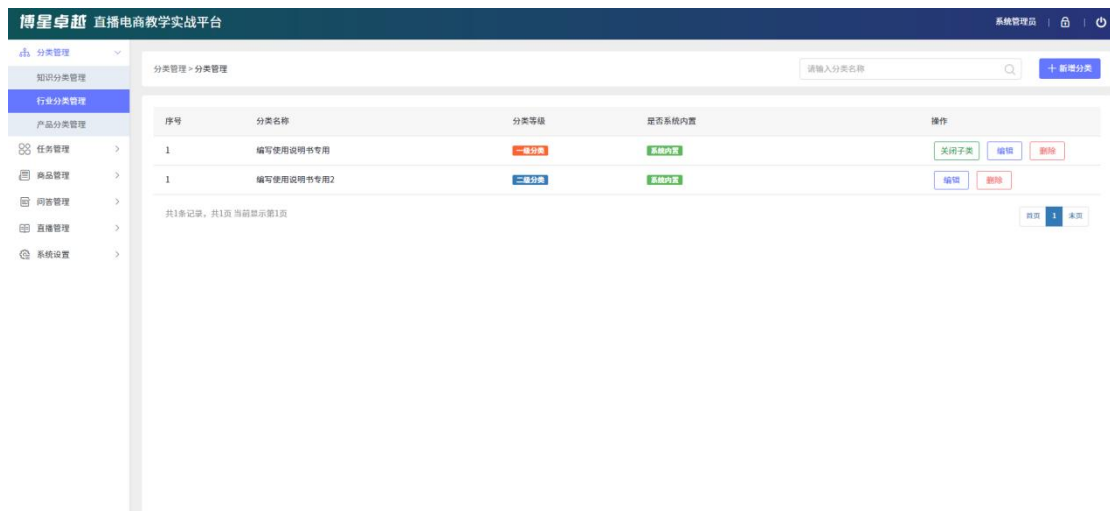 博星卓越 直播电商教学实战平台 系统管理员
分类管理
知识分类管理
行业分类管理
产品分类管理
任务管理
商品管理
问答管理
直播管理
系统设置
分类管理 > 分类管理 请输入分类名称 新增分类
序号 分类名称 分类等级 是否系统内置 操作
1 编写使用说明书专用 一级分类 系统内置 关闭子类 编辑 删除
1 编写使用说明书专用2 二级分类 系统内置 编辑 删除
共1条记录，共1页 当前显示第1页 首页 1 末页